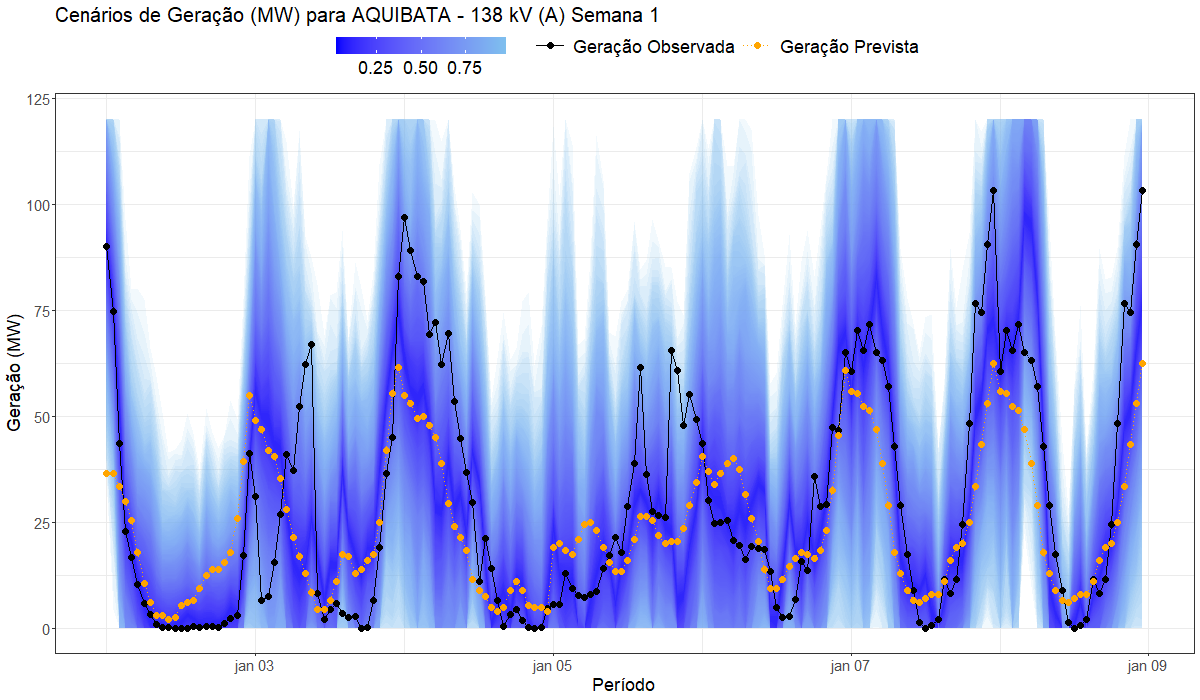 Cenários de Geração (MW) para AQUIBATA - 138 kV (A) Semana 1
0.25 0.50 0.75
Geração Observada
Geração Prevista
125
100
75
50
25
0
Geração (MW)
jan 03
jan 05
jan 07
jan 09
Período